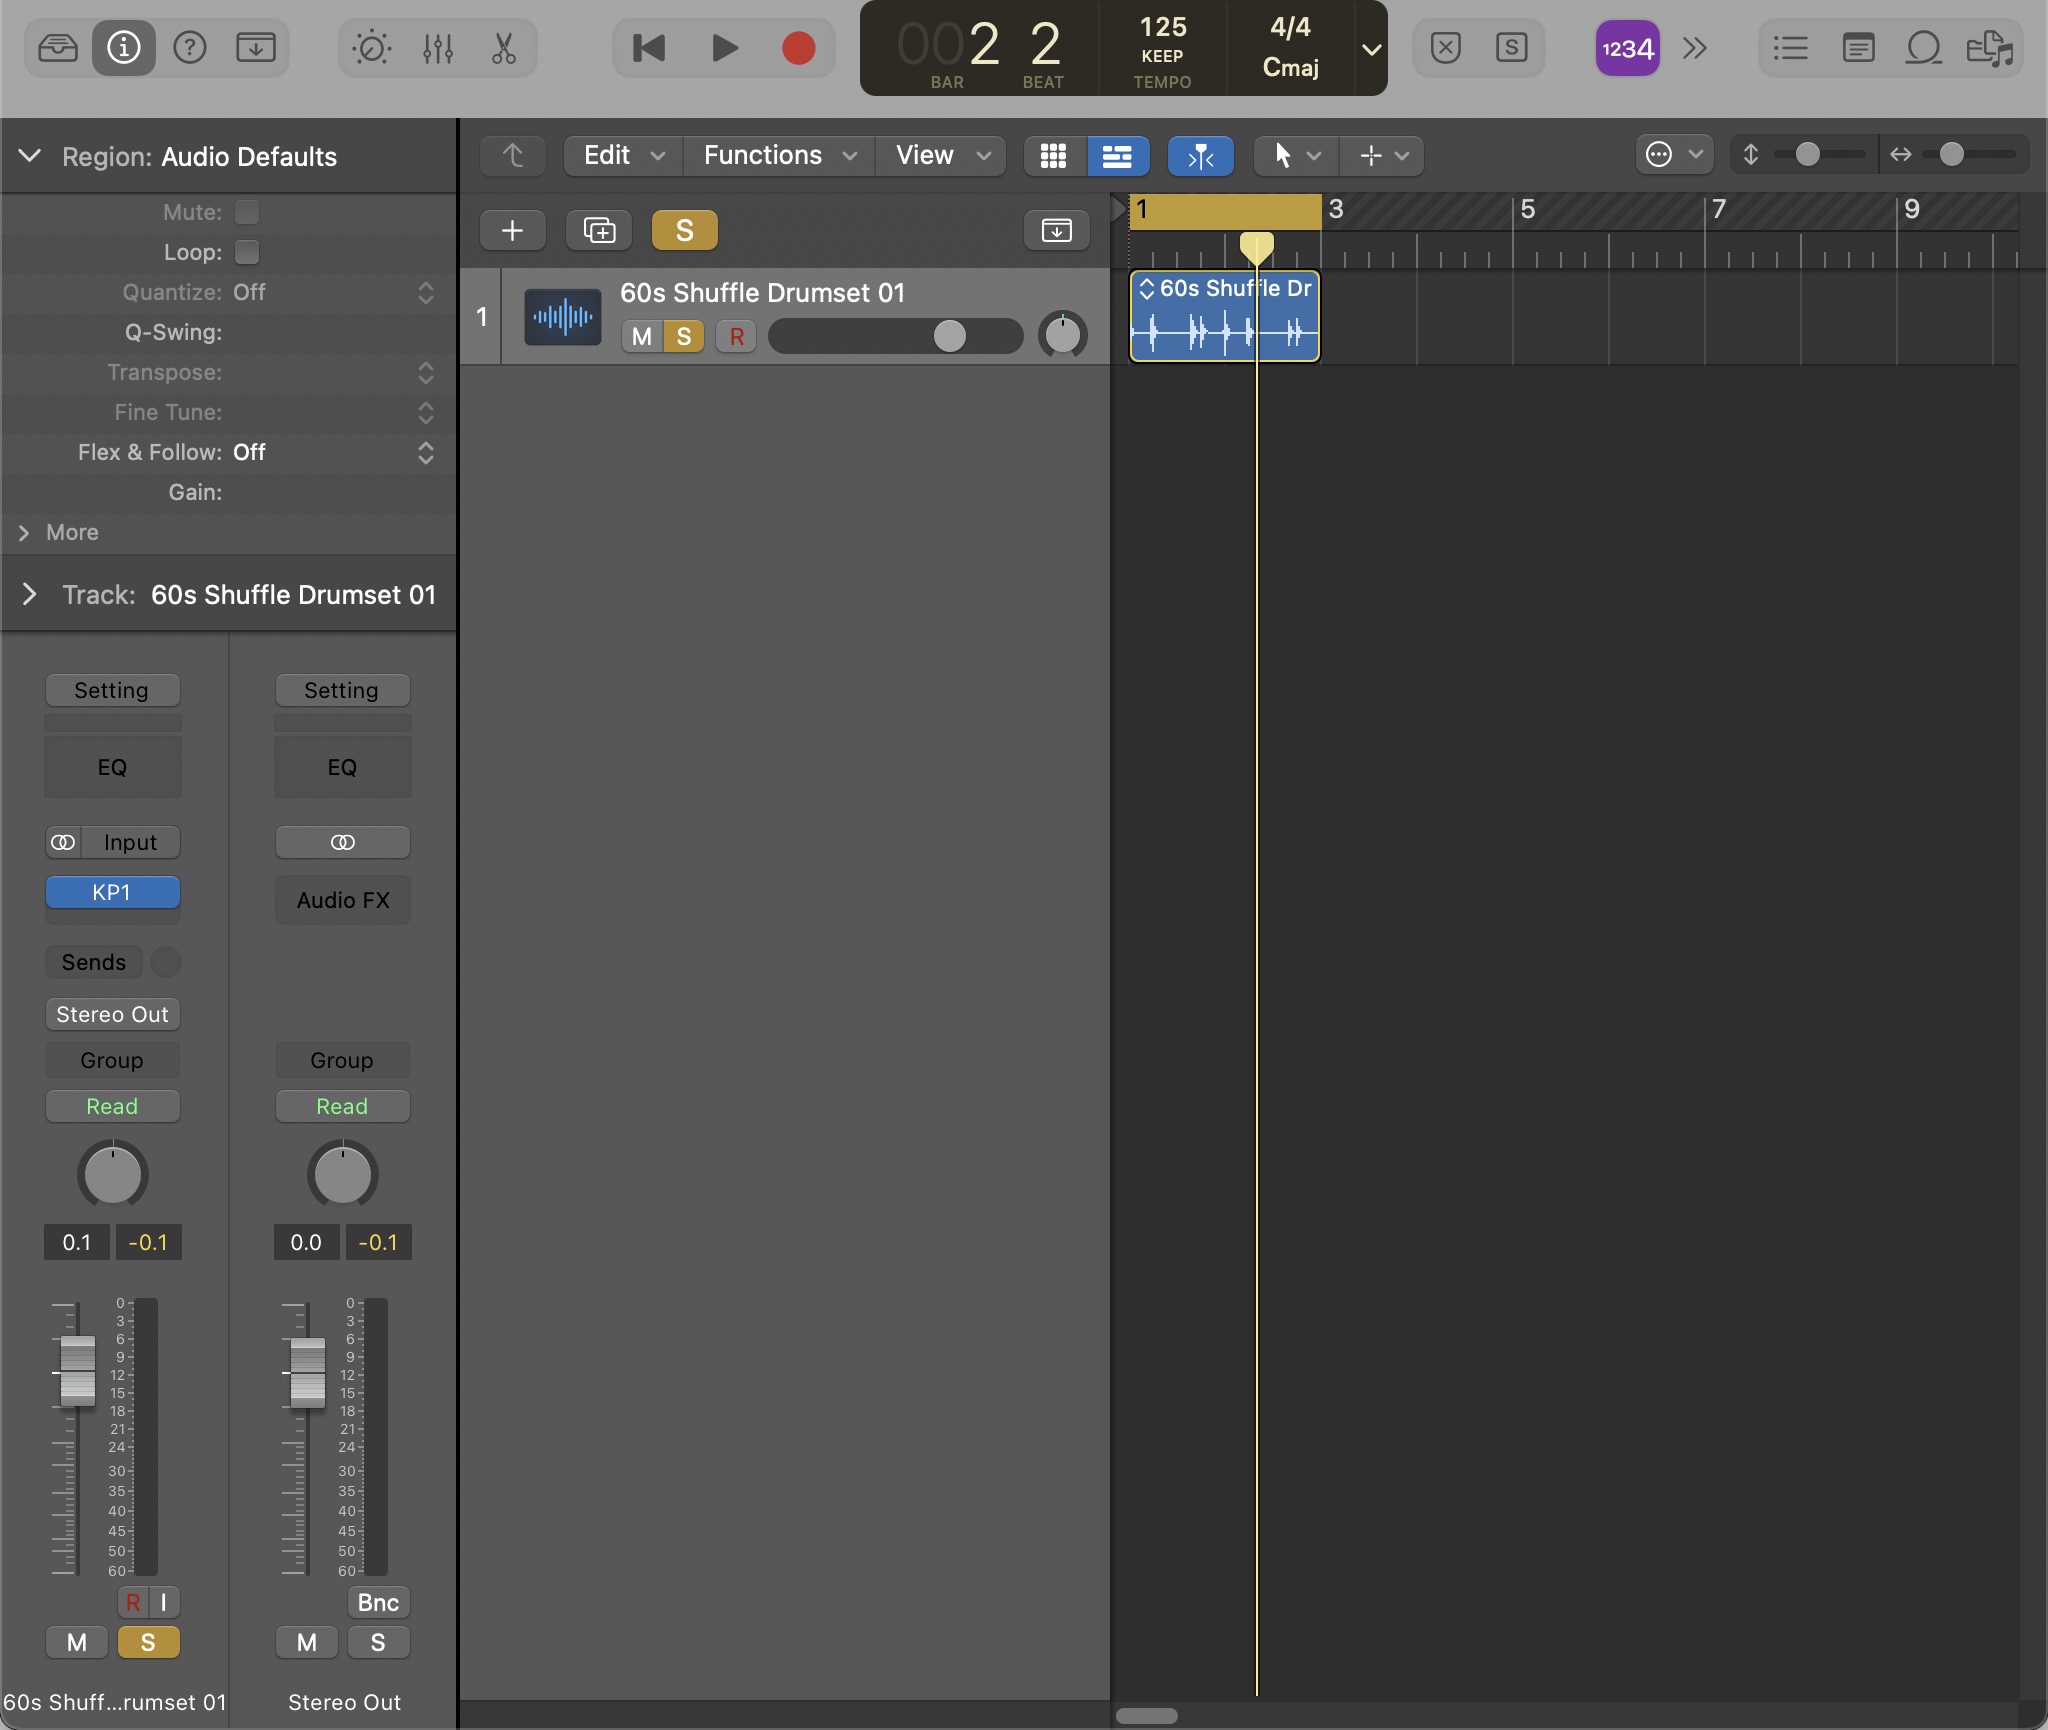 002 2
BAR BEAT
125
KEEP
TEMPO
4/4
Cmaj
S
1234
Region: Audio Defaults
Mute:
Loop:
Quantize: Off
Q-Swing:
Transpose:
Fine Tune:
Flex & Follow: Off
Gain:
More
Track: 60s Shuffle Drumset 01
Edit
Functions
View
S
1
3
5
7
9
1
60s Shuffle Drumset 01
M S R
60s Shuffle Dr
Setting
EQ
Input
KP1
Sends
Stereo Out
Group
Read
0.1 -0.1
0
3
6
9
12
15
18
21
24
30
35
40
45
50
60
R I
M S
60s Shuff...rumset 01
Setting
EQ
Audio FX
Group
Read
0.0 -0.1
0
3
6
9
12
15
18
21
24
30
35
40
45
50
60
Bnc
M S
Stereo Out